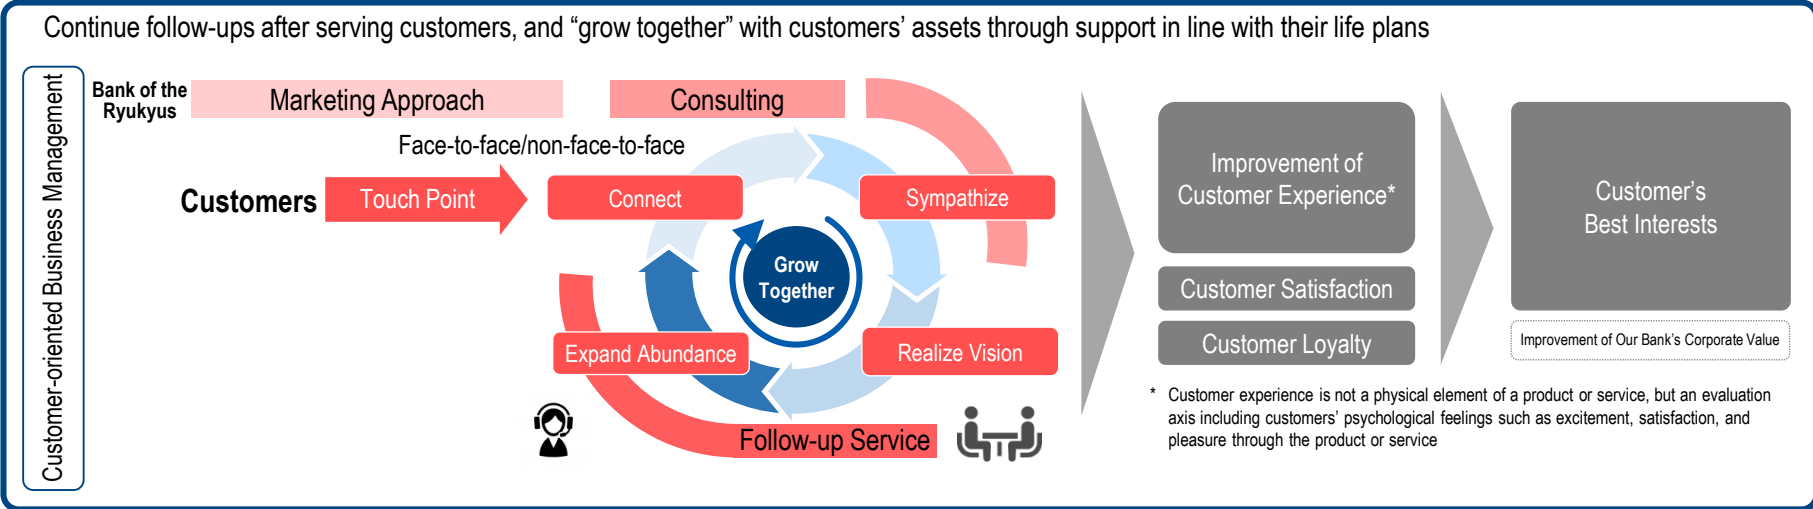 Continue follow-ups after serving customers, and “grow together” with customers’ assets through support in line with their life plans
Customer-oriented Business Management
Bank of the
Ryukyus
Marketing Approach
Consulting
Face-to-face/non-face-to-face
Customers
Touch Point
Connect
Sympathize
Grow
Together
Expand Abundance
Realize Vision
Follow-up Service
Improvement of
Customer Experience*
Customer Satisfaction
Customer Loyalty
Customer’s
Best Interests
Improvement of Our Bank’s Corporate Value
* Customer experience is not a physical element of a product or service, but an evaluation
axis including customers’ psychological feelings such as excitement, satisfaction, and
pleasure through the product or service